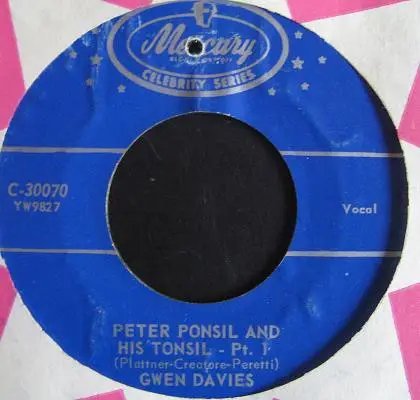 Mercury
CELEBRITY SERIES
C-30070
YW9827
Vocal
PETER PONSIL AND
HIS TONSIL - Pt. 1
(Plattner-Creatore-Peretti)
GWEN DAVIES